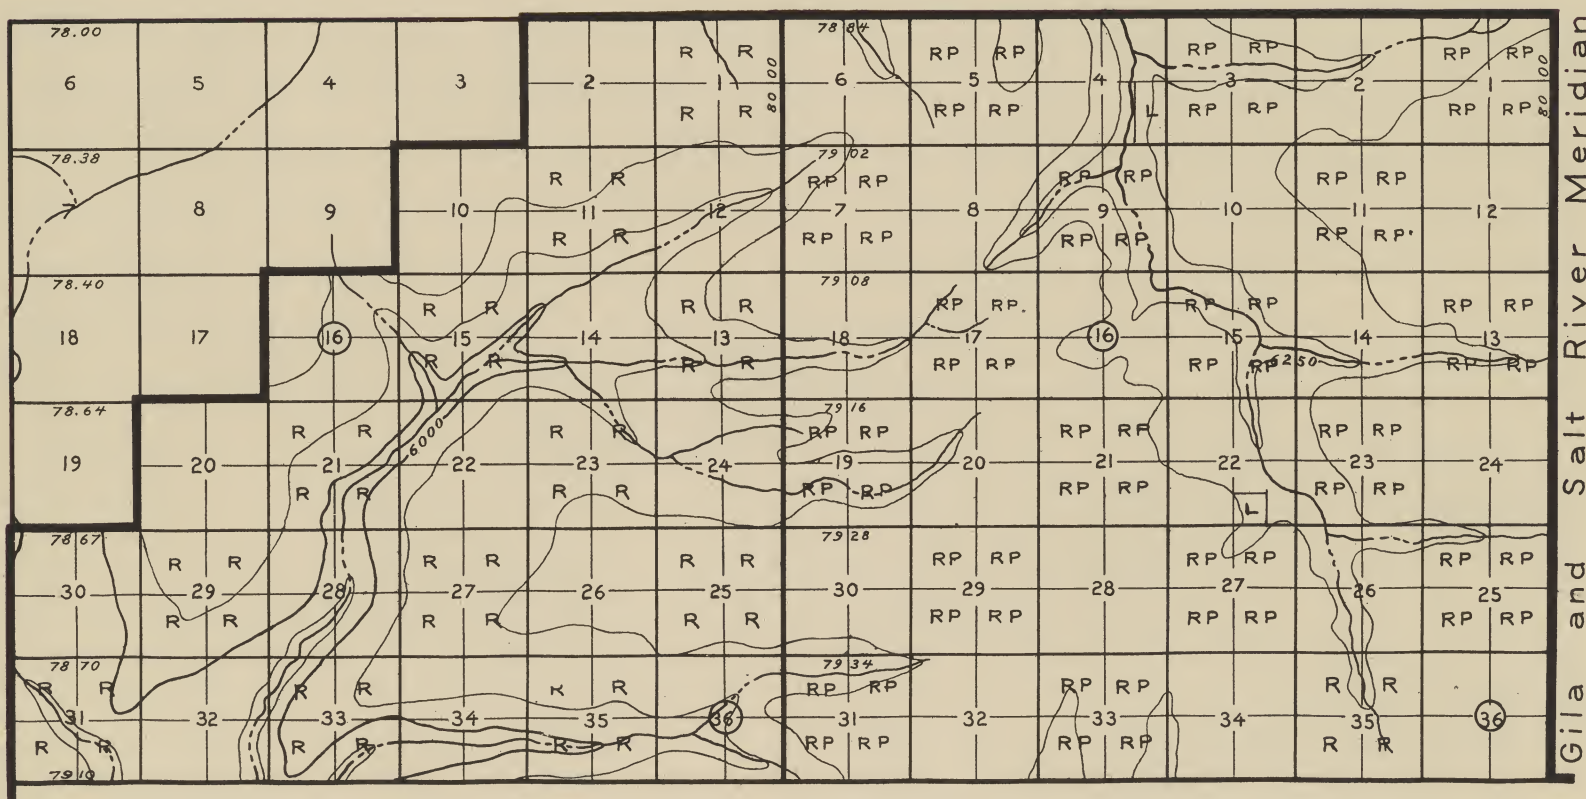 78.00 R R 78 84 RP RP RP RP RP RP
6 5 4 3 2 1 80 00 6 5 4 3 2 1 80 00
R R RP RP L RP RP RP RP
78.38 79 02
R R RP RP RP RP RP RP
7 8 9 10 11 12 7 8 9 10 11 12
R R RP RP RP RP RP RP
78.40 79 08
R R R R RP RP RP RP RP RP
18 17 16 15 14 13 18 17 16 15 14 13
R R R R RP RP RP RP 6250 RP RP
78.64 79 16
R R R R RP RP RP RP RP RP
6000
19 20 21 22 23 24 19 20 21 22 23 24
R R R R RP RP RP RP RP RP
L
78.67 79 28
R R R R R R RP RP RP RP RP RP
30 29 28 27 26 25 30 29 28 27 26 25
R R R R R R RP RP RP RP RP RP
78 70 79 34
R R R R R R RP RP RP RP R R
31 32 33 34 35 36 31 32 33 34 35 36
R R R R R R RP RP RP RP R R
79 10
Gila and Salt River Meridian